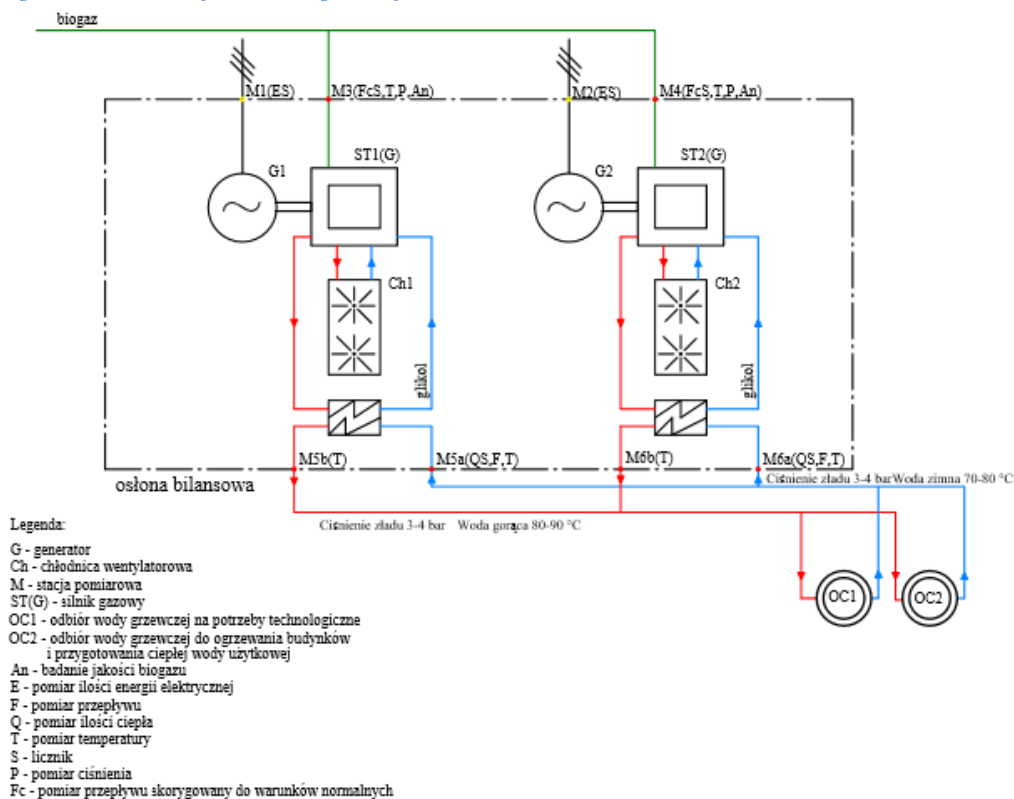 biogaz
M1(ES)
M3(FcS,T,P,An)
M2(ES)
M4(FcS,T,P,An)
ST1(G)
ST2(G)
G1
G2
Ch1
Ch2
glikol
glikol
M5b(T)
M5a(QS,F,T)
M6b(T)
M6a(QS,F,T)
osłona bilansowa
Ciśnienie zładu 3-4 barWoda zimna 70-80 °C
Ciśnienie zładu 3-4 bar Woda gorąca 80-90 °C
OC1
OC2
Legenda:
G - generator
Ch - chłodnica wentylatorowa
M - stacja pomiarowa
ST(G) - silnik gazowy
OC1 - odbiór wody grzewczej na potrzeby technologiczne
OC2 - odbiór wody grzewczej do ogrzewania budynków
i przygotowania ciepłej wody użytkowej
An - badanie jakości biogazu
E - pomiar ilości energii elektrycznej
F - pomiar przepływu
Q - pomiar ilości ciepła
T - pomiar temperatury
S - licznik
P - pomiar ciśnienia
Fc - pomiar przepływu skorygowany do warunków normalnych